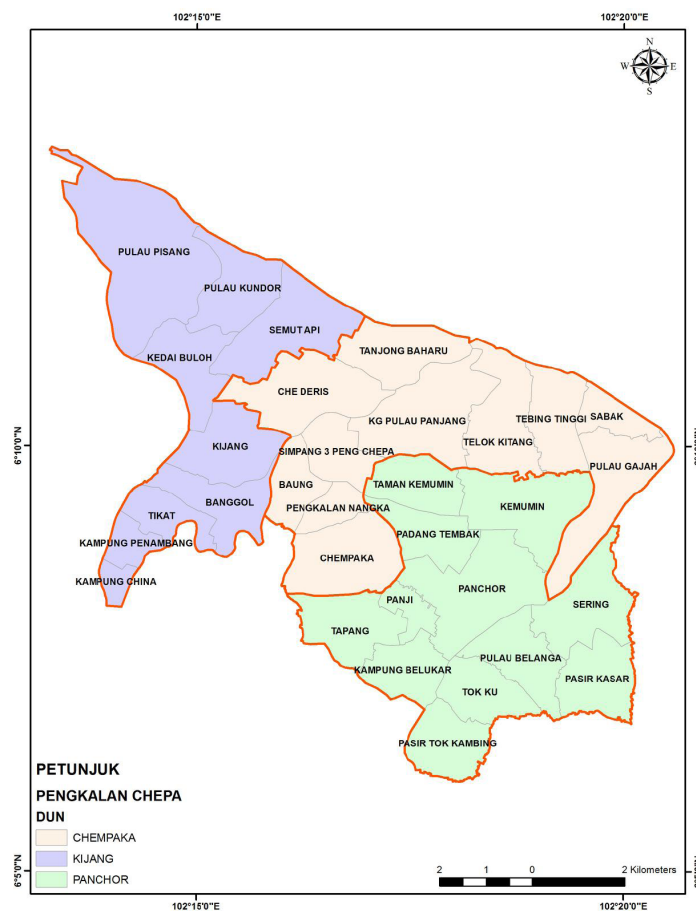 102°15'0"E
102°20'0"E
N
W
E
S
PULAU PISANG
PULAU KUNDOR
SEMUT API
KEDAI BULOH
TANJONG BAHARU
CHE DERIS
KG PULAU PANJANG
TEBING TINGGI
SABAK
6°10'0"N
KIJANG
SIMPANG 3 PENG CHEPA
TELOK KITANG
PULAU GAJAH
BAUNG
TAMAN KEMUMIN
BANGGOL
PENGKALAN NANGKA
KEMUMIN
TIKAT
KAMPUNG PENAMBANG
PADANG TEMBAK
CHEMPAKA
KAMPUNG CHINA
PANCHOR
PANJI
SERING
TAPANG
PULAU BELANGA
KAMPUNG BELUKAR
PASIR KASAR
TOK KU
PASIR TOK KAMBING
PETUNJUK
PENGKALAN CHEPA
DUN
CHEMPAKA
KIJANG
PANCHOR
6°5'0"N
2 1 0 2 Kilometers
102°15'0"E
102°20'0"E